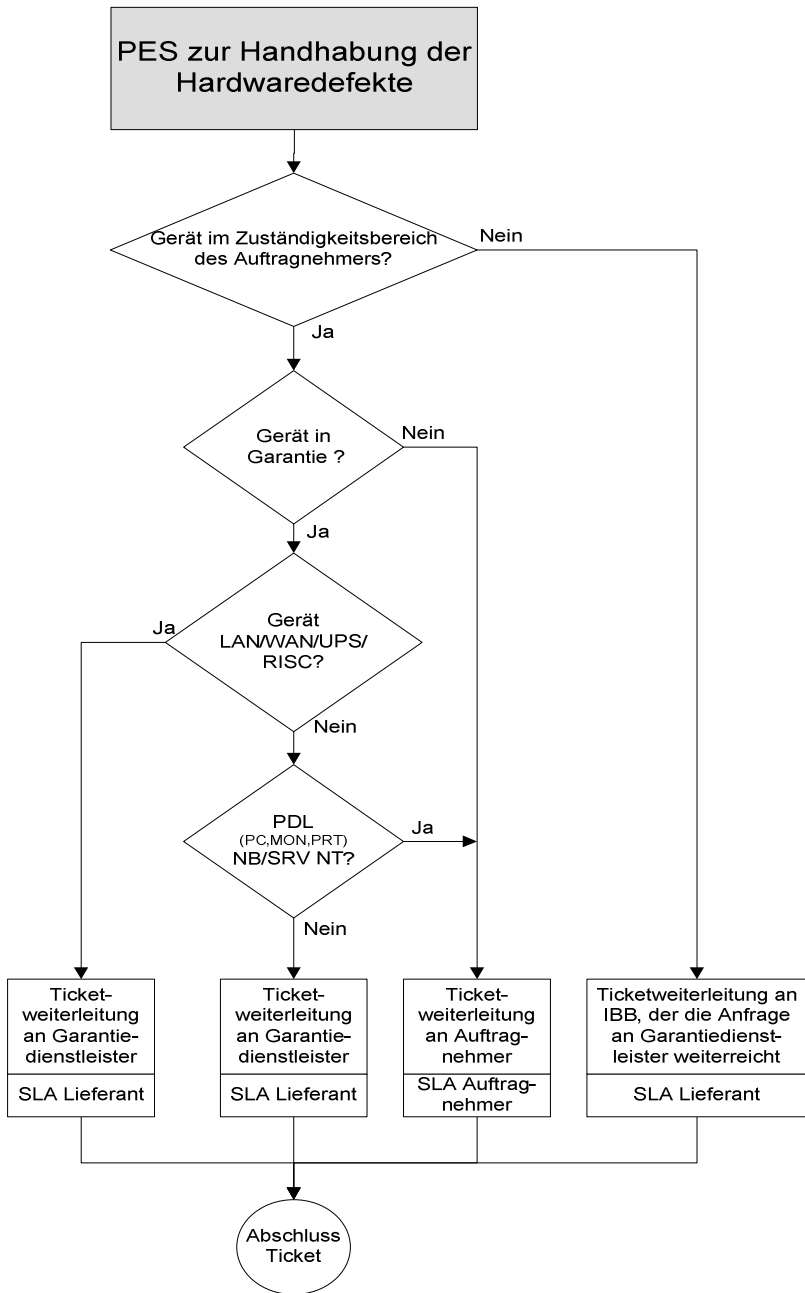 PES zur Handhabung der
Hardwaredefekte
Gerät im Zuständigkeitsbereich
des Auftragnehmers?
Nein
Ja
Gerät in
Garantie ?
Nein
Ja
Gerät
LAN/WAN/UPS/
RISC?
Ja
Nein
PDL
(PC,MON,PRT)
NB/SRV NT?
Ja
Nein
Ticket-
weiterleitung
an Garantie-
dienstleister
SLA Lieferant
Ticket-
weiterleitung
an Garantie-
dienstleister
SLA Lieferant
Ticket-
weiterleitung
an Auftrag-
nehmer
SLA Auftrag-
nehmer
Ticketweiterleitung an
IBB, der die Anfrage
an Garantiedienst-
leister weiterreicht
SLA Lieferant
Abschluss
Ticket